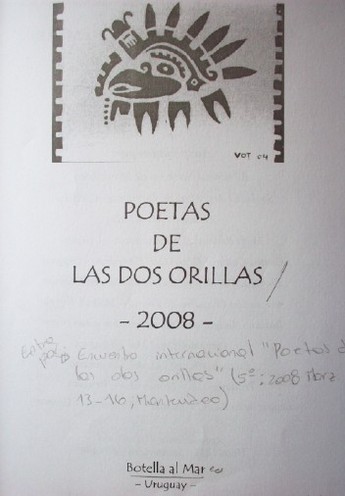 VOT 04
POETAS
DE
LAS DOS ORILLAS /
- 2008 -
Entre
Encuentro internacional "Poetas de
las dos orillas" (5º : 2008
13-16, Montevideo)
Botella al Mar
- Uruguay -